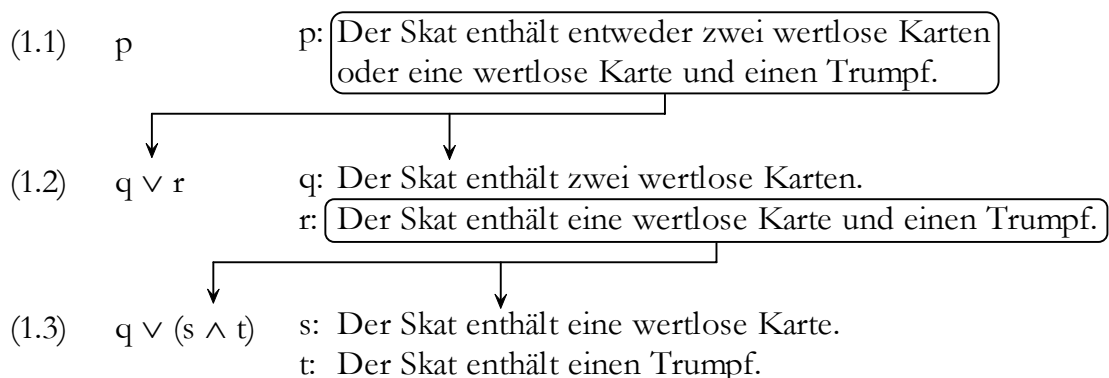 (1.1) p p: Der Skat enthält entweder zwei wertlose Karten
oder eine wertlose Karte und einen Trumpf.
(1.2) q ∨ r q: Der Skat enthält zwei wertlose Karten.
r: Der Skat enthält eine wertlose Karte und einen Trumpf.
(1.3) q ∨ (s ∧ t) s: Der Skat enthält eine wertlose Karte.
t: Der Skat enthält einen Trumpf.